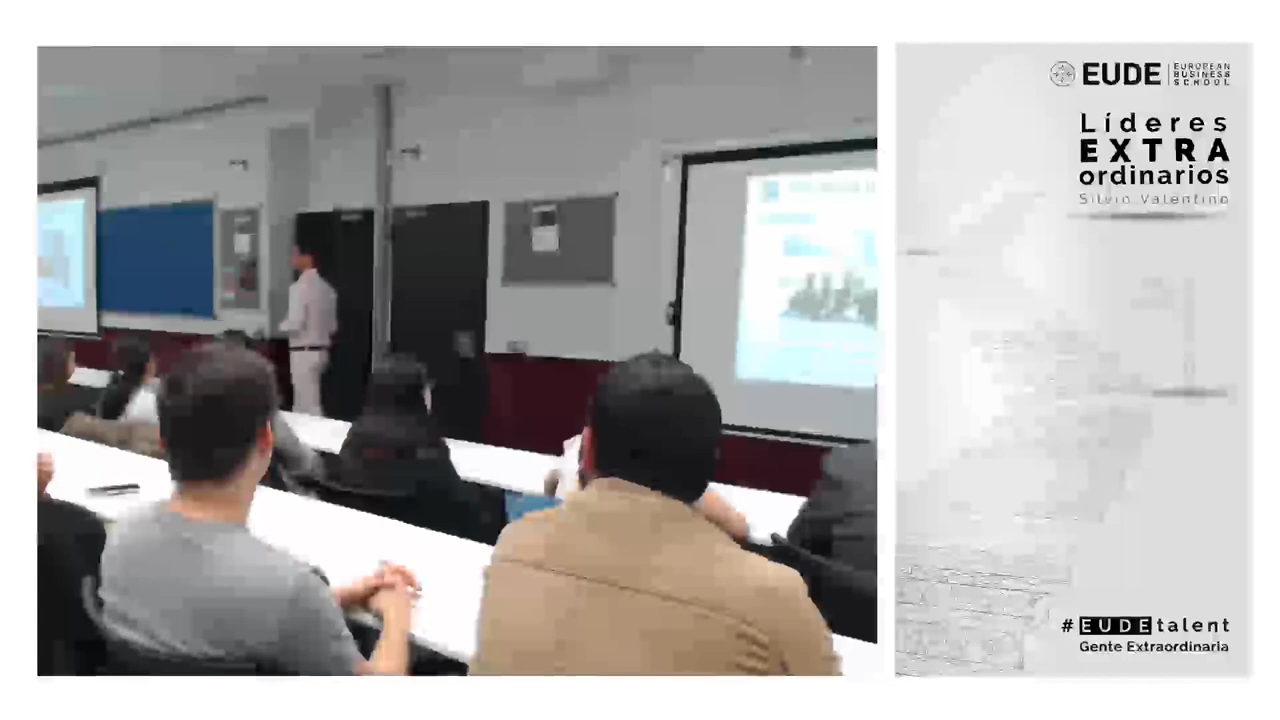 EUDE
EUROPEAN
BUSINESS
SCHOOL
Líderes
EXTRA
ordinarios
Silvio Valentino
#EUDEtalent
Gente Extraordinaria